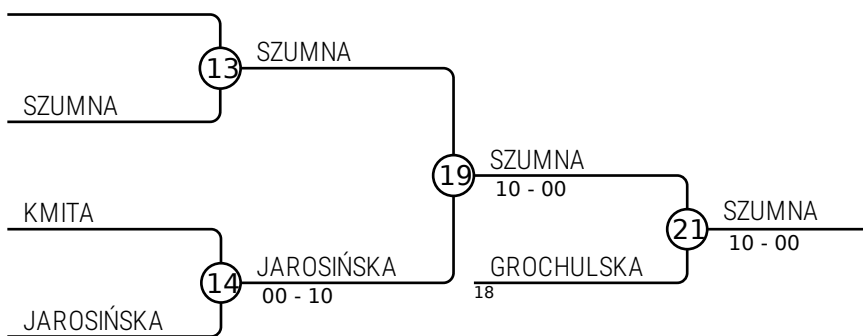 13
SZUMNA
SZUMNA
KMITA
14
JAROSIŃSKA
00 - 10
JAROSIŃSKA
19
SZUMNA
10 - 00
GROCHULSKA
18
21
SZUMNA
10 - 00